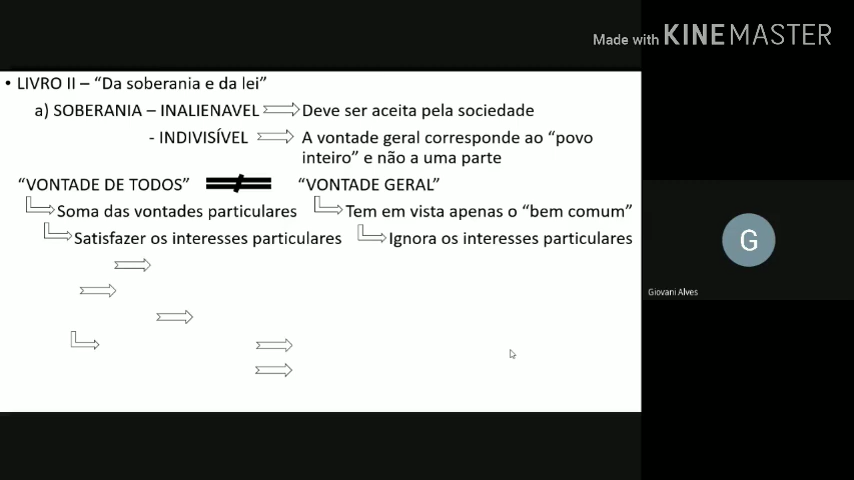 Made with KINEMASTER
• LIVRO II – “Da soberania e da lei”
a) SOBERANIA – INALIENAVEL Deve ser aceita pela sociedade
- INDIVISÍVEL A vontade geral corresponde ao “povo
inteiro” e não a uma parte
“VONTADE DE TODOS” ≠ “VONTADE GERAL”
Soma das vontades particulares Tem em vista apenas o “bem comum”
Satisfazer os interesses particulares Ignora os interesses particulares
G
Giovani Alves